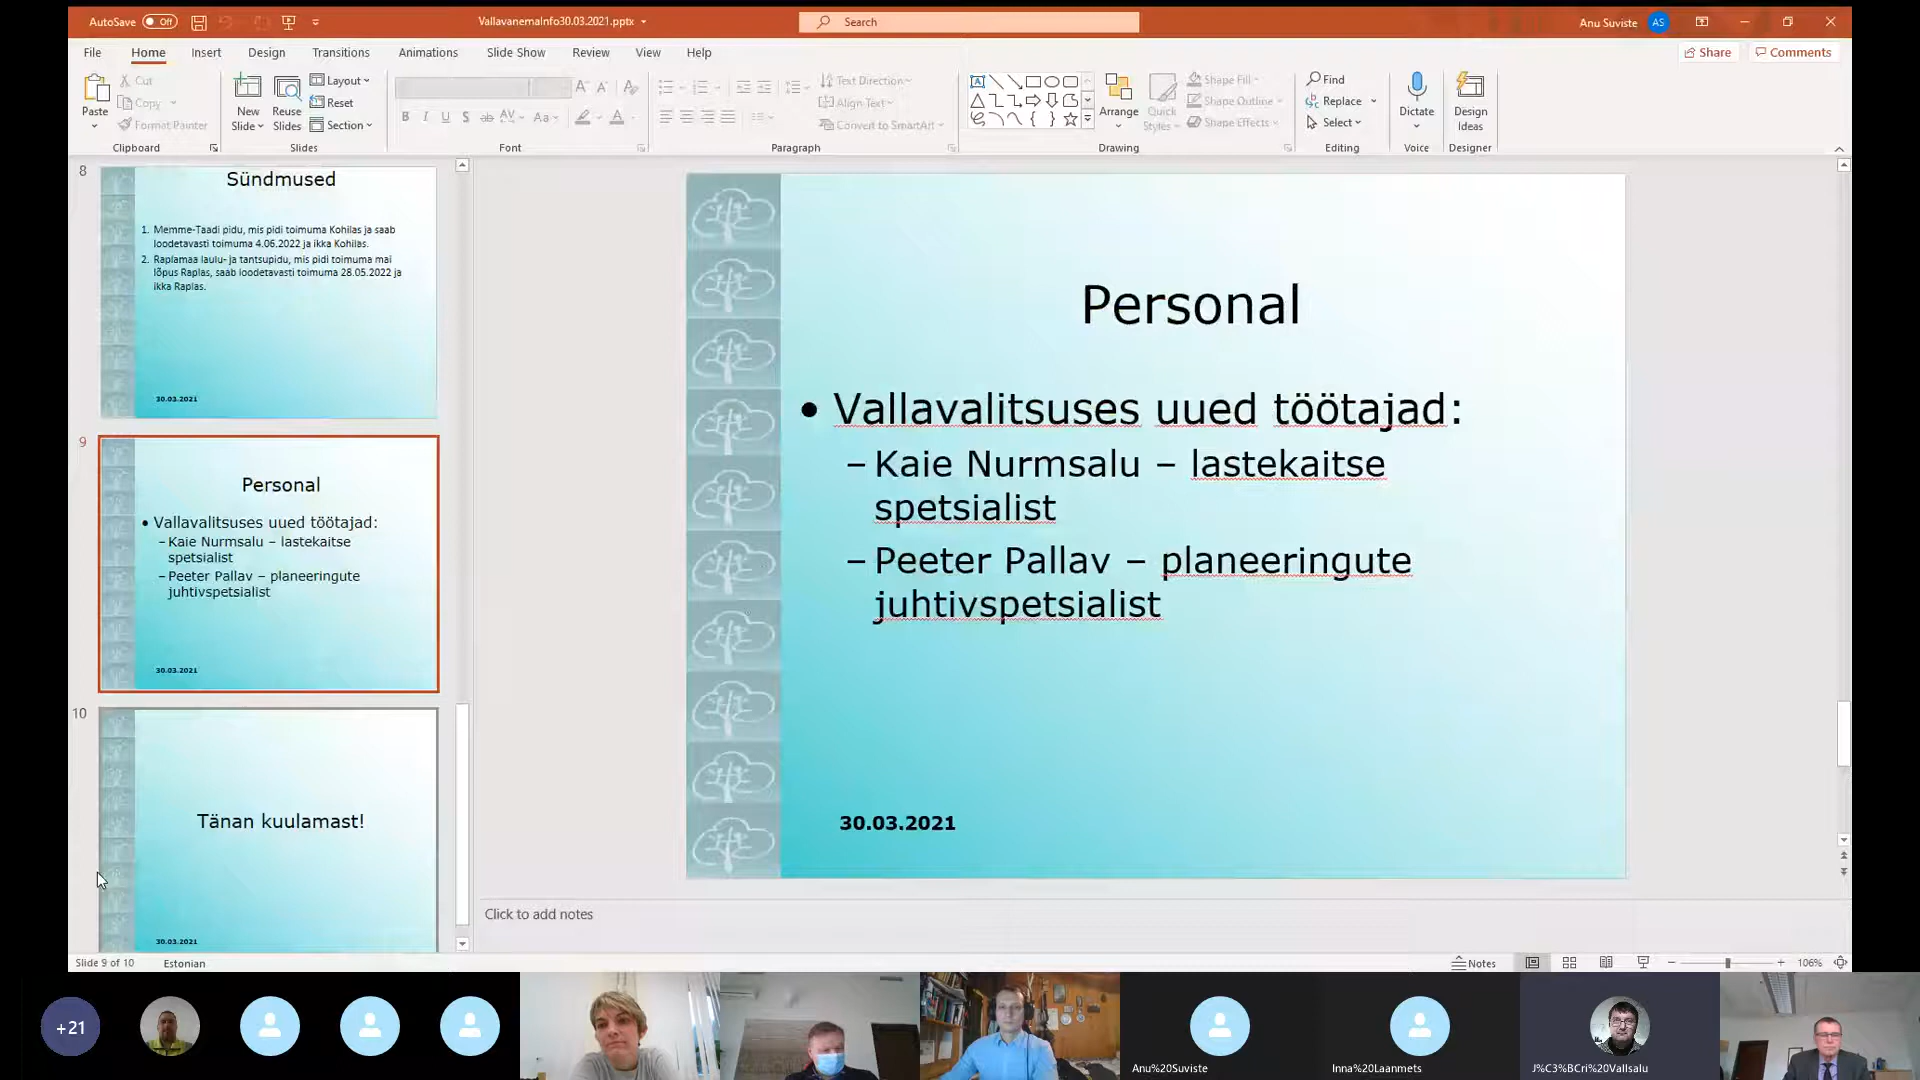 AutoSave Off
VallavanemaInfo30.03.2021.pptx
Search
Anu Suviste AS
File Home Insert Design Transitions Animations Slide Show Review View Help
Share Comments
Paste
Cut
Copy
Format Painter
Clipboard
New Slide
Reuse Slides
Layout
Reset
Section
Slides
B I U S ab AV Aa A
Font
Text Direction
Align Text
Convert to SmartArt
Paragraph
Arrange
Quick Styles
Shape Fill
Shape Outline
Shape Effects
Drawing
Find
Replace
Select
Editing
Dictate
Voice
Design Ideas
Designer
8
Sündmused
1. Memme-Taadi pidu, mis pidi toimuma Kohilas ja saab
loodetavasti toimuma 4.06.2022 ja ikka Kohilas.
2. Raplamaa laulu- ja tantsupidu, mis pidi toimuma mai
lõpus Raplas, saab loodetavasti toimuma 28.05.2022 ja
ikka Raplas.
30.03.2021
9
Personal
• Vallavalitsuses uued töötajad:
– Kaie Nurmsalu – lastekaitse
spetsialist
– Peeter Pallav – planeeringute
juhtivspetsialist
30.03.2021
10
Tänan kuulamast!
30.03.2021
Personal
• Vallavalitsuses uued töötajad:
– Kaie Nurmsalu – lastekaitse
spetsialist
– Peeter Pallav – planeeringute
juhtivspetsialist
30.03.2021
Click to add notes
Slide 9 of 10 Estonian
Notes
106%
+21
Anu%20Suviste
Inna%20Laanmets
J%C3%BCri%20Vallsalu